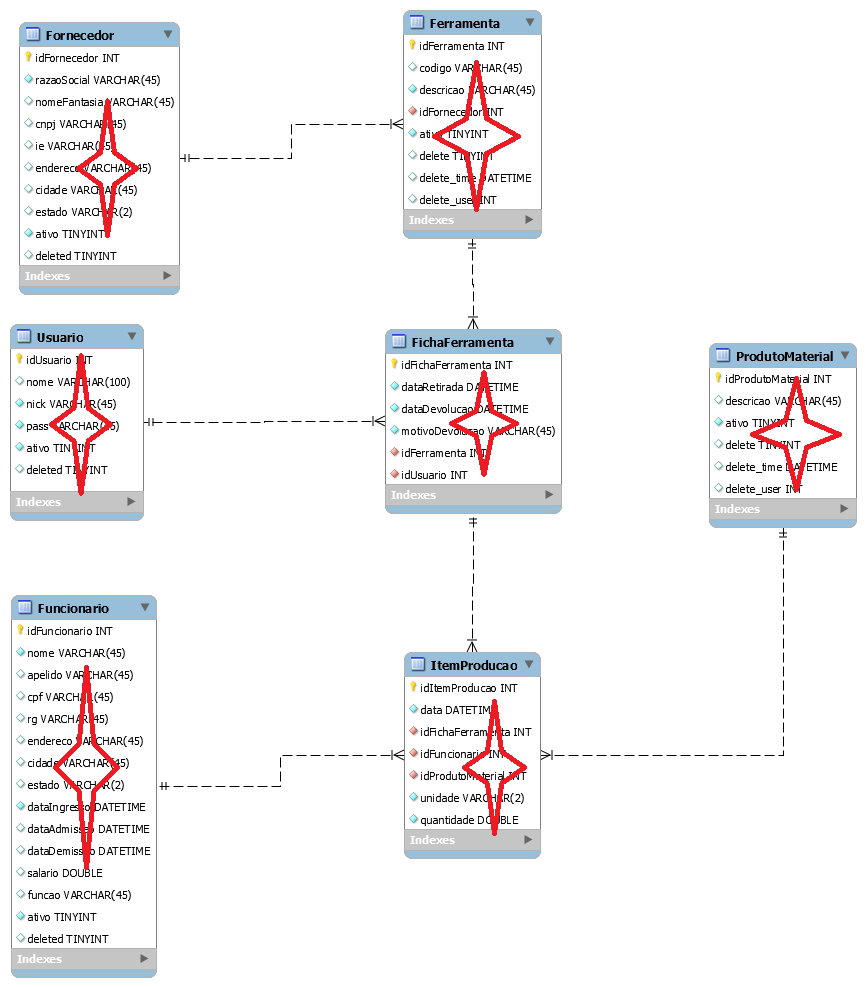 Fornecedor
idFornecedor INT
razaoSocial VARCHAR(45)
nomeFantasia VARCHAR(45)
cnpj VARCHAR(45)
ie VARCHAR(45)
endereco VARCHAR(45)
cidade VARCHAR(45)
estado VARCHAR(2)
ativo TINYINT
deleted TINYINT
Indexes
Ferramenta
idFerramenta INT
codigo VARCHAR(45)
descricao VARCHAR(45)
idFornecedor INT
ativo TINYINT
delete TINYINT
delete_time DATETIME
delete_user INT
Indexes
Usuario
idUsuario INT
nome VARCHAR(100)
nick VARCHAR(45)
pass VARCHAR(45)
ativo TINYINT
deleted TINYINT
Indexes
FichaFerramenta
idFichaFerramenta INT
dataRetirada DATETIME
dataDevolucao DATETIME
motivoDevolucao VARCHAR(45)
idFerramenta INT
idUsuario INT
Indexes
ProdutoMaterial
idProdutoMaterial INT
descricao VARCHAR(45)
ativo TINYINT
delete TINYINT
delete_time DATETIME
delete_user INT
Indexes
Funcionario
idFuncionario INT
nome VARCHAR(45)
apelido VARCHAR(45)
cpf VARCHAR(45)
rg VARCHAR(45)
endereco VARCHAR(45)
cidade VARCHAR(45)
estado VARCHAR(2)
dataIngresso DATETIME
dataAdmissao DATETIME
dataDemissao DATETIME
salario DOUBLE
funcao VARCHAR(45)
ativo TINYINT
deleted TINYINT
Indexes
ItemProducao
idItemProducao INT
data DATETIME
idFichaFerramenta INT
idFuncionario INT
idProdutoMaterial INT
unidade VARCHAR(2)
quantidade DOUBLE
Indexes